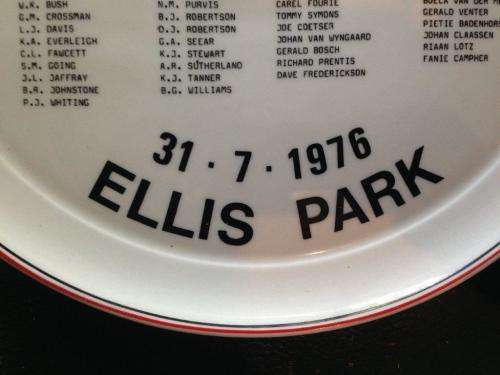 W.K. BUSH
G.M. CROSSMAN
L.J. DAVIS
K.A. EVERLEIGH
C.L. FAWCETT
S.M. GOING
J.L. JAFFRAY
B.R. JOHNSTONE
P.J. WHITING
N.M. PURVIS
B.J. ROBERTSON
D.J. ROBERTSON
G.A. SEEAR
K.J. STEWART
A.R. SUTHERLAND
K.J. TANNER
B.G. WILLIAMS
CAREL FOURIE
TOMMY SYMONS
JOE COETSER
JOHAN VAN WYNGAARD
GERALD BOSCH
RICHARD PRENTIS
DAVE FREDERICKSON
VAN DER
GERALD VENTER
PIETIE BADENHORST
JOHAN CLAASSEN
RIAAN LOTZ
FANIE CAMPHER
31 · 7 · 1976
ELLIS PARK